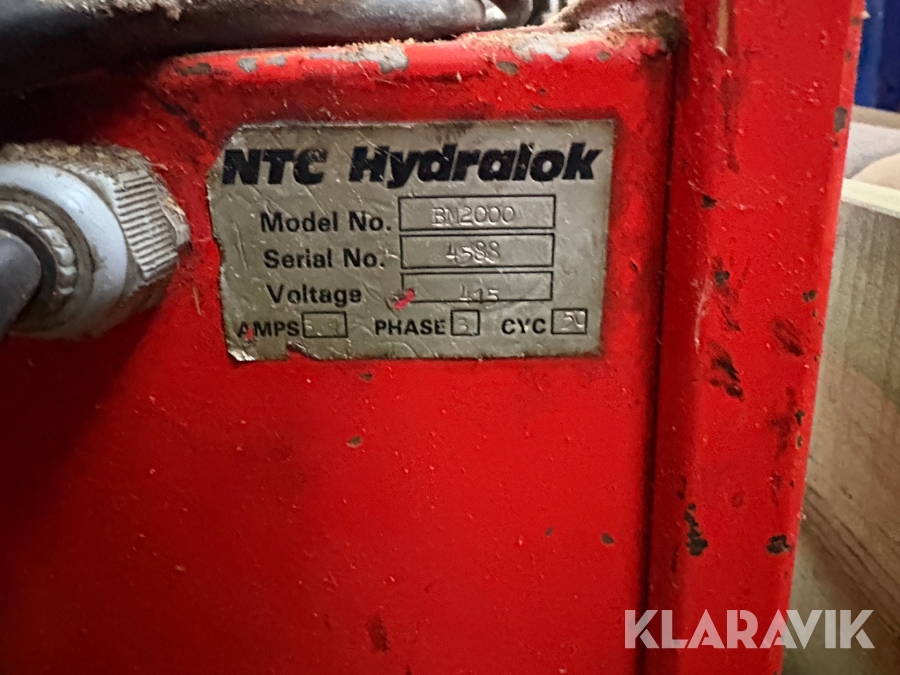 NTC Hydralok
Model No. BM2000
Serial No. 4588
Voltage 415
AMPS PHASE 3 CYC 50
KLARAVIK